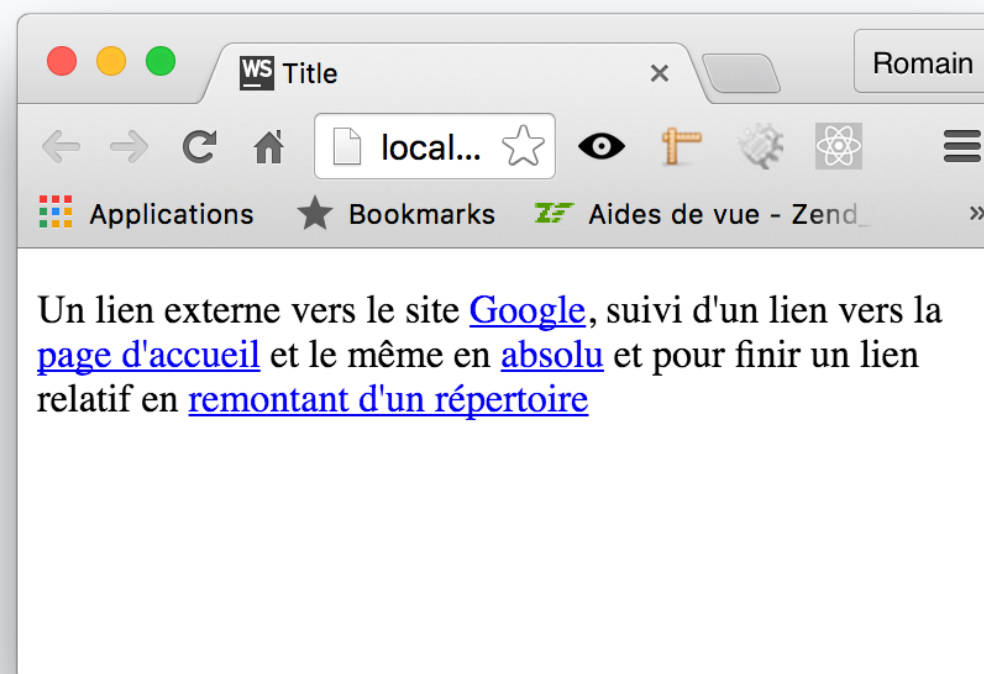 WS Title
Romain
local...
Applications Bookmarks ZF Aides de vue - Zend_ »
Un lien externe vers le site Google, suivi d'un lien vers la
page d'accueil et le même en absolu et pour finir un lien
relatif en remontant d'un répertoire